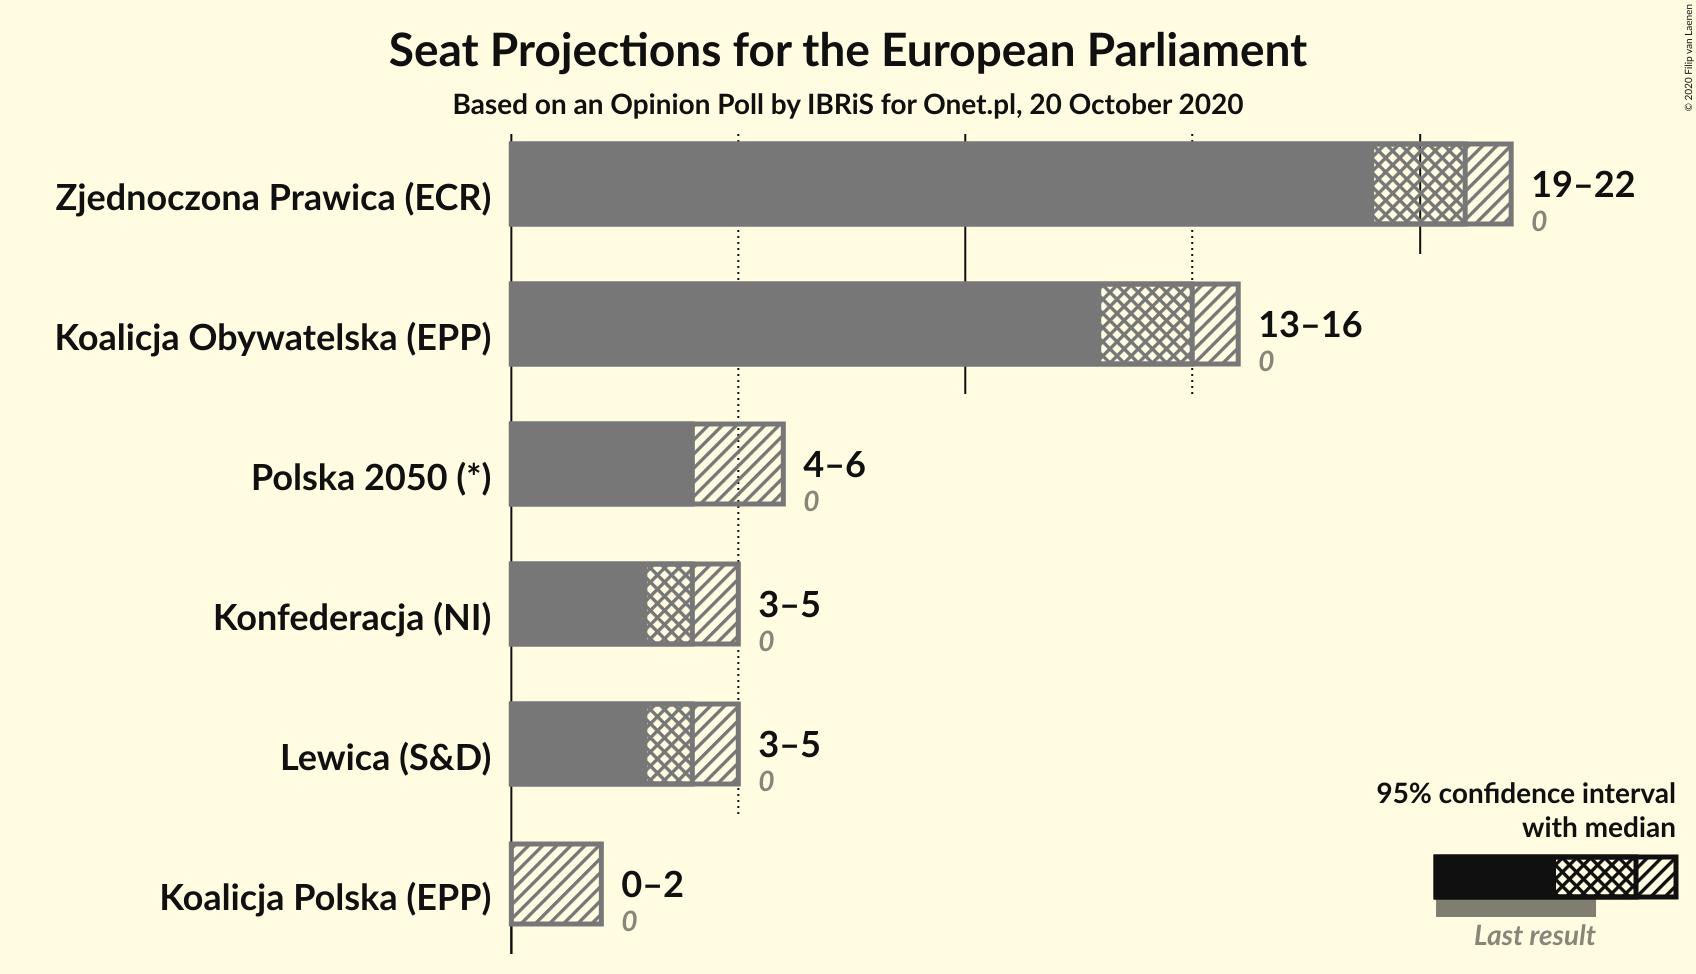 Seat Projections for the European Parliament
Based on an Opinion Poll by IBRiS for Onet.pl, 20 October 2020
© 2020 Filip van Laenen
Zjednoczona Prawica (ECR)
19–22
0
Koalicja Obywatelska (EPP)
13–16
0
Polska 2050 (*)
4–6
0
Konfederacja (NI)
3–5
0
Lewica (S&D)
3–5
0
Koalicja Polska (EPP)
0–2
0
95% confidence interval
with median
Last result